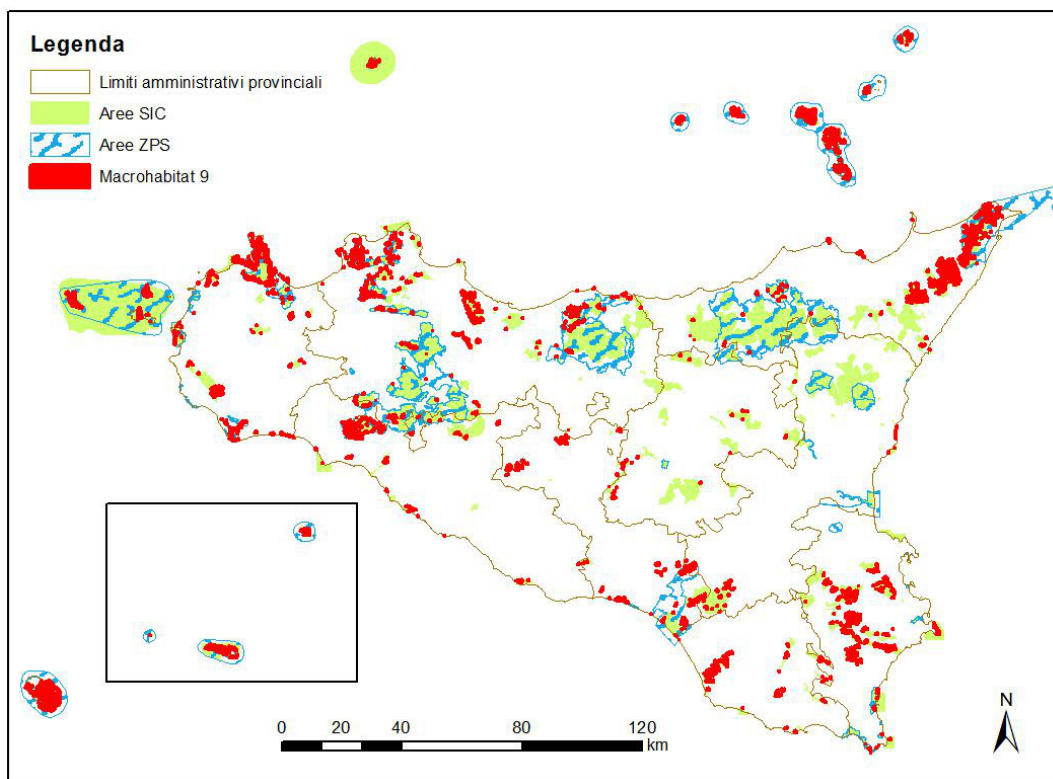 Legenda
Limiti amministrativi provinciali
Aree SIC
Aree ZPS
Macrohabitat 9
N
0 20 40 80 120
km